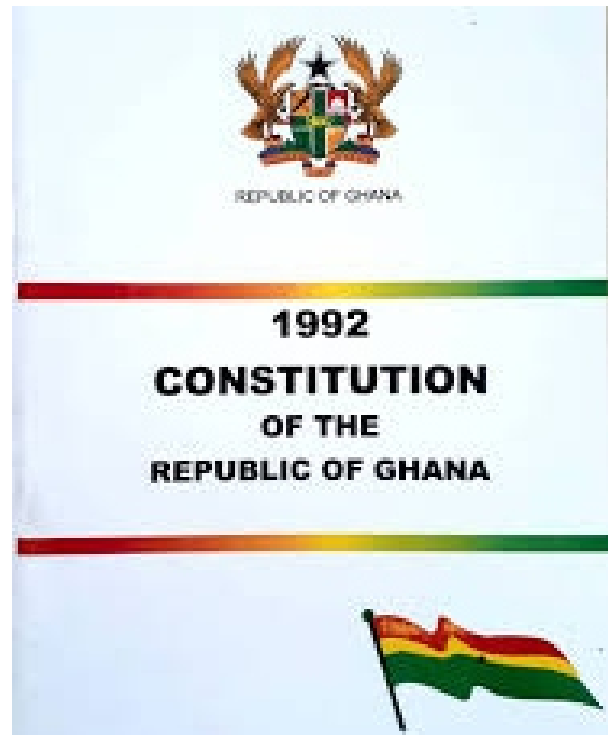 REPUBLIC OF GHANA
1992
CONSTITUTION
OF THE
REPUBLIC OF GHANA